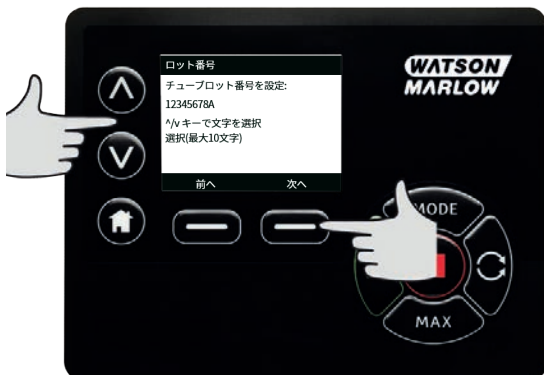 ロット番号
チューブロット番号を設定:
12345678A
^/v キーで文字を選択
選択(最大10文字)
前へ 次へ
WATSON
MARLOW
MODE
MAX